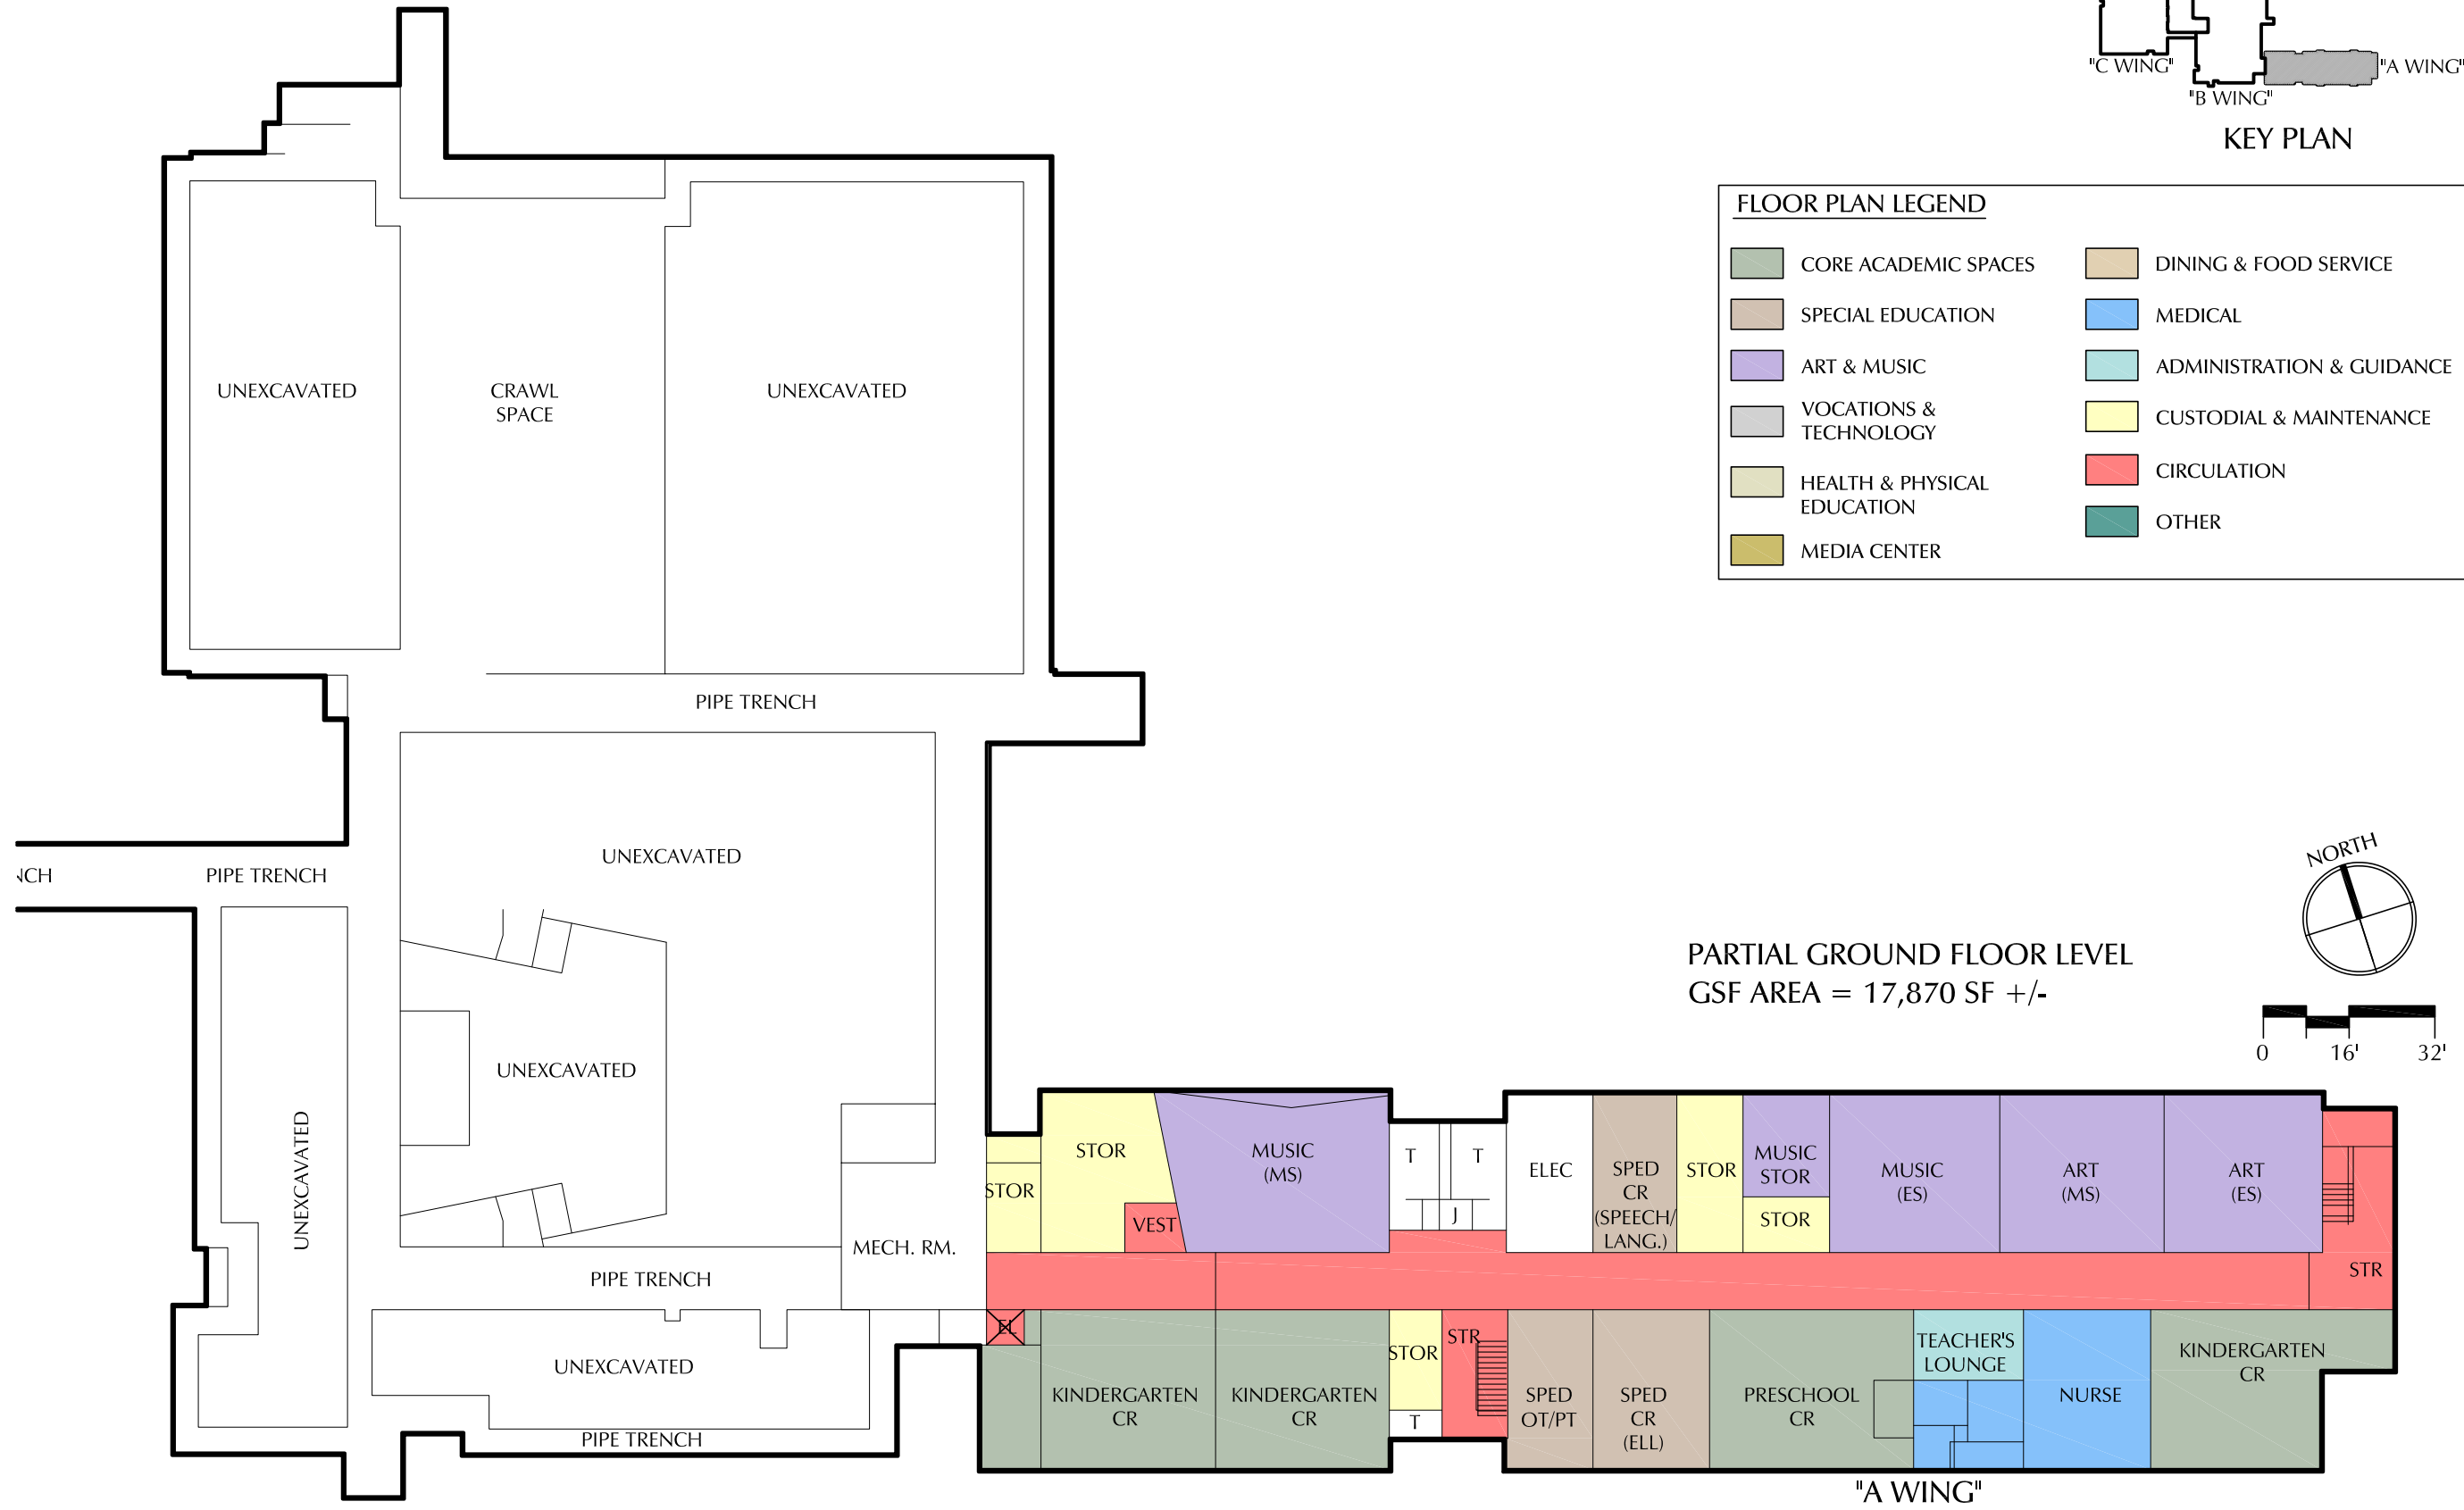 "C WING"
"A WING"
"B WING"
KEY PLAN
FLOOR PLAN LEGEND
CORE ACADEMIC SPACES
DINING & FOOD SERVICE
SPECIAL EDUCATION
MEDICAL
ART & MUSIC
ADMINISTRATION & GUIDANCE
VOCATIONS &
TECHNOLOGY
CUSTODIAL & MAINTENANCE
HEALTH & PHYSICAL
EDUCATION
CIRCULATION
OTHER
MEDIA CENTER
UNEXCAVATED
CRAWL
SPACE
UNEXCAVATED
PIPE TRENCH
UNEXCAVATED
NCH
PIPE TRENCH
UNEXCAVATED
UNEXCAVATED
PIPE TRENCH
MECH. RM.
UNEXCAVATED
PIPE TRENCH
NORTH
PARTIAL GROUND FLOOR LEVEL
GSF AREA = 17,870 SF +/-
0 16' 32'
STOR
STOR
VEST
MUSIC
(MS)
T
T
J
ELEC
SPED
CR
(SPEECH/
LANG.)
STOR
MUSIC
STOR
STOR
MUSIC
(ES)
ART
(MS)
ART
(ES)
STR
EL
KINDERGARTEN
CR
KINDERGARTEN
CR
STOR
T
STR
SPED
OT/PT
SPED
CR
(ELL)
PRESCHOOL
CR
TEACHER'S
LOUNGE
NURSE
KINDERGARTEN
CR
"A WING"